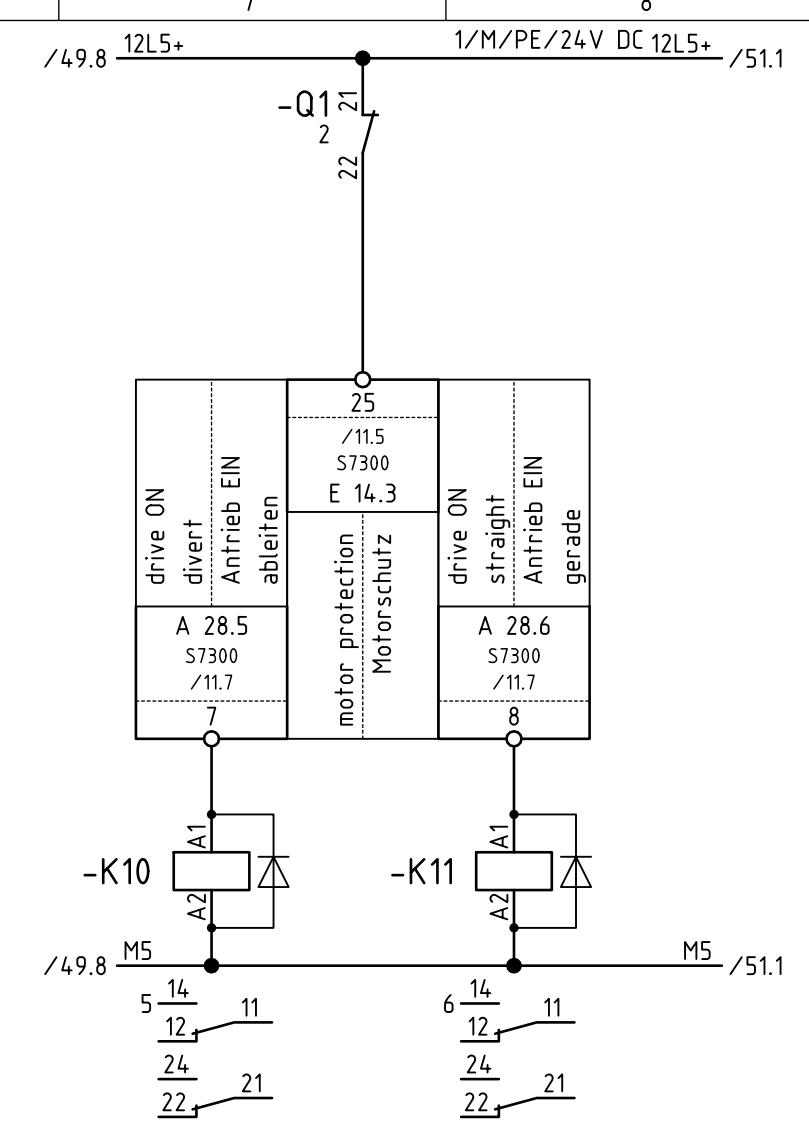 7
8
/49.8
12L5+
1/M/PE/24V DC
12L5+
/51.1
-Q1
2
21
22
25
/11.5
S7300
E 14.3
drive ON
divert
Antrieb EIN
ableiten
motor protection
Motorschutz
drive ON
straight
Antrieb EIN
gerade
A 28.5
S7300
/11.7
7
A 28.6
S7300
/11.7
8
-K10
A1
A2
-K11
A1
A2
/49.8
M5
M5
/51.1
5
14
12
11
24
22
21
6
14
12
11
24
22
21